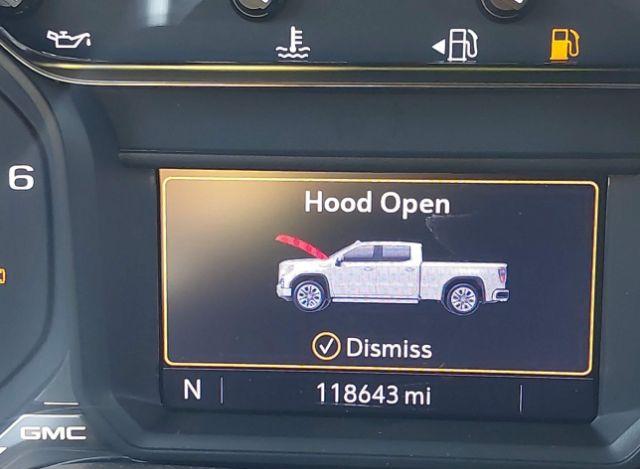 6
Hood Open
Dismiss
N 118643 mi
GMC